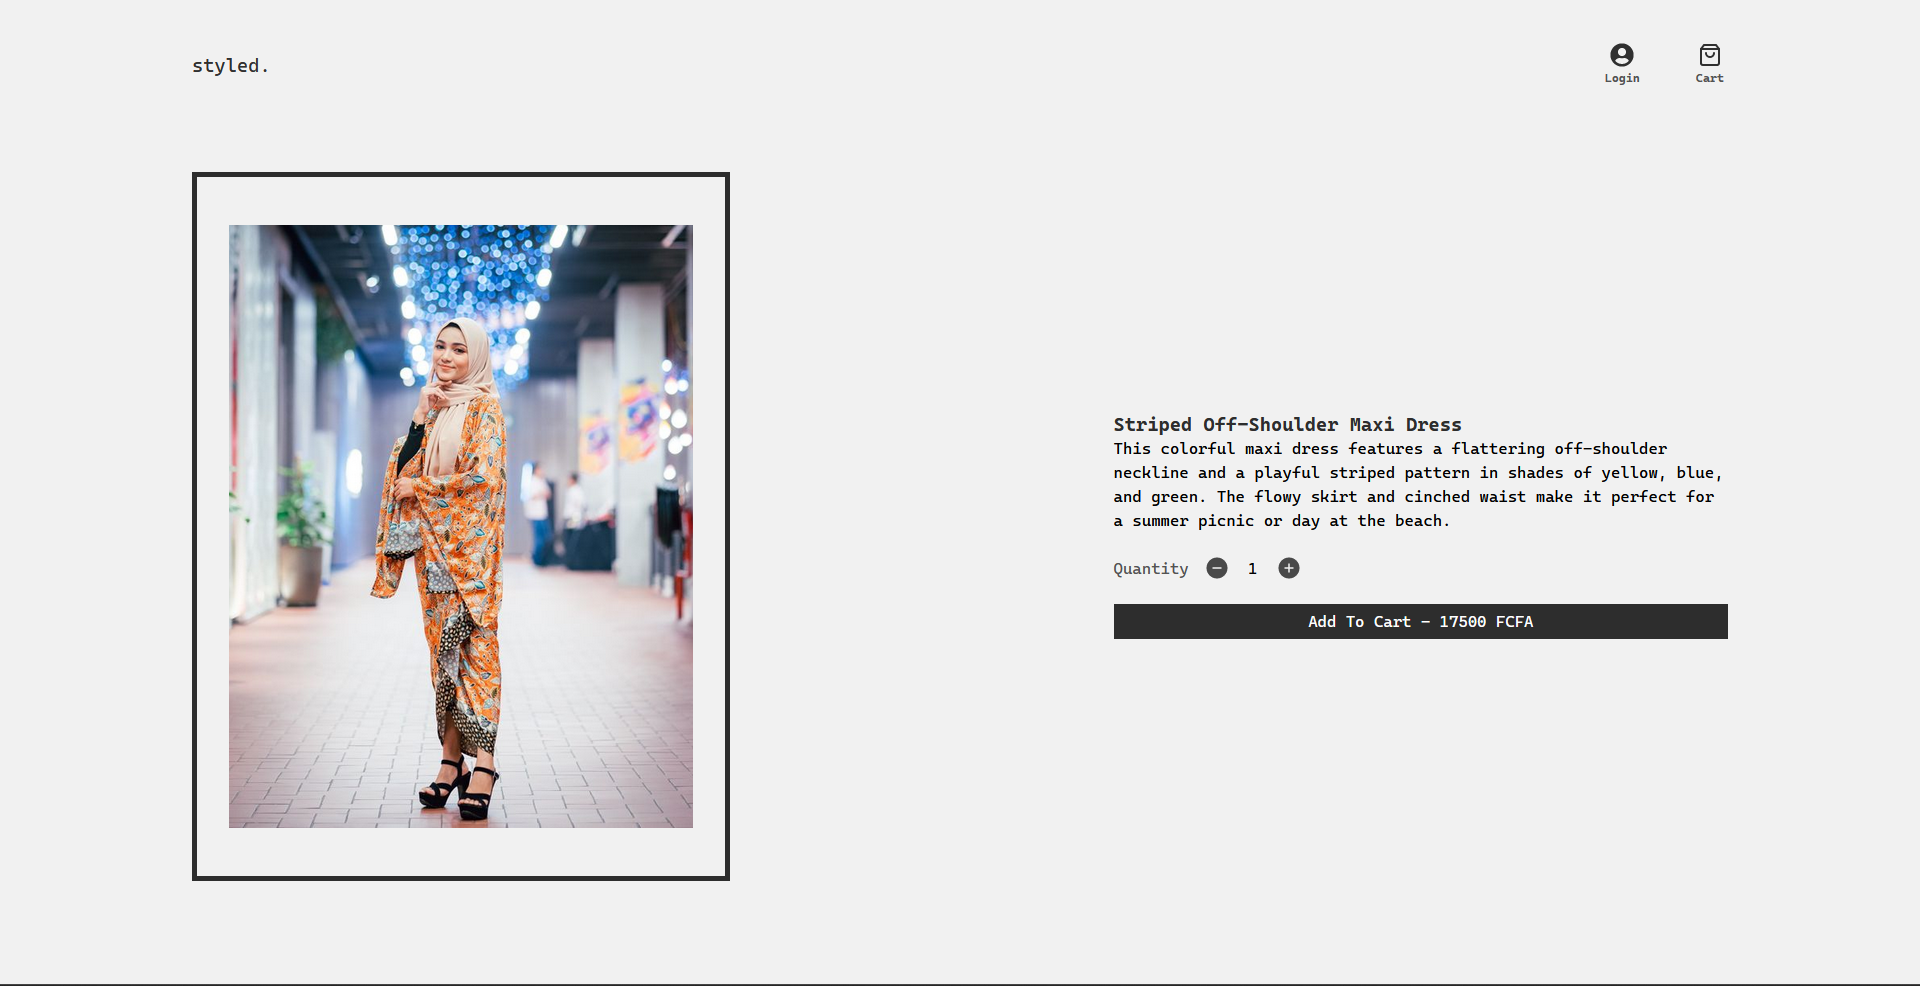 styled.
Login
Cart
Striped Off-Shoulder Maxi Dress
This colorful maxi dress features a flattering off-shoulder
neckline and a playful striped pattern in shades of yellow, blue,
and green. The flowy skirt and cinched waist make it perfect for
a summer picnic or day at the beach.
Quantity 1
Add To Cart - 17500 FCFA